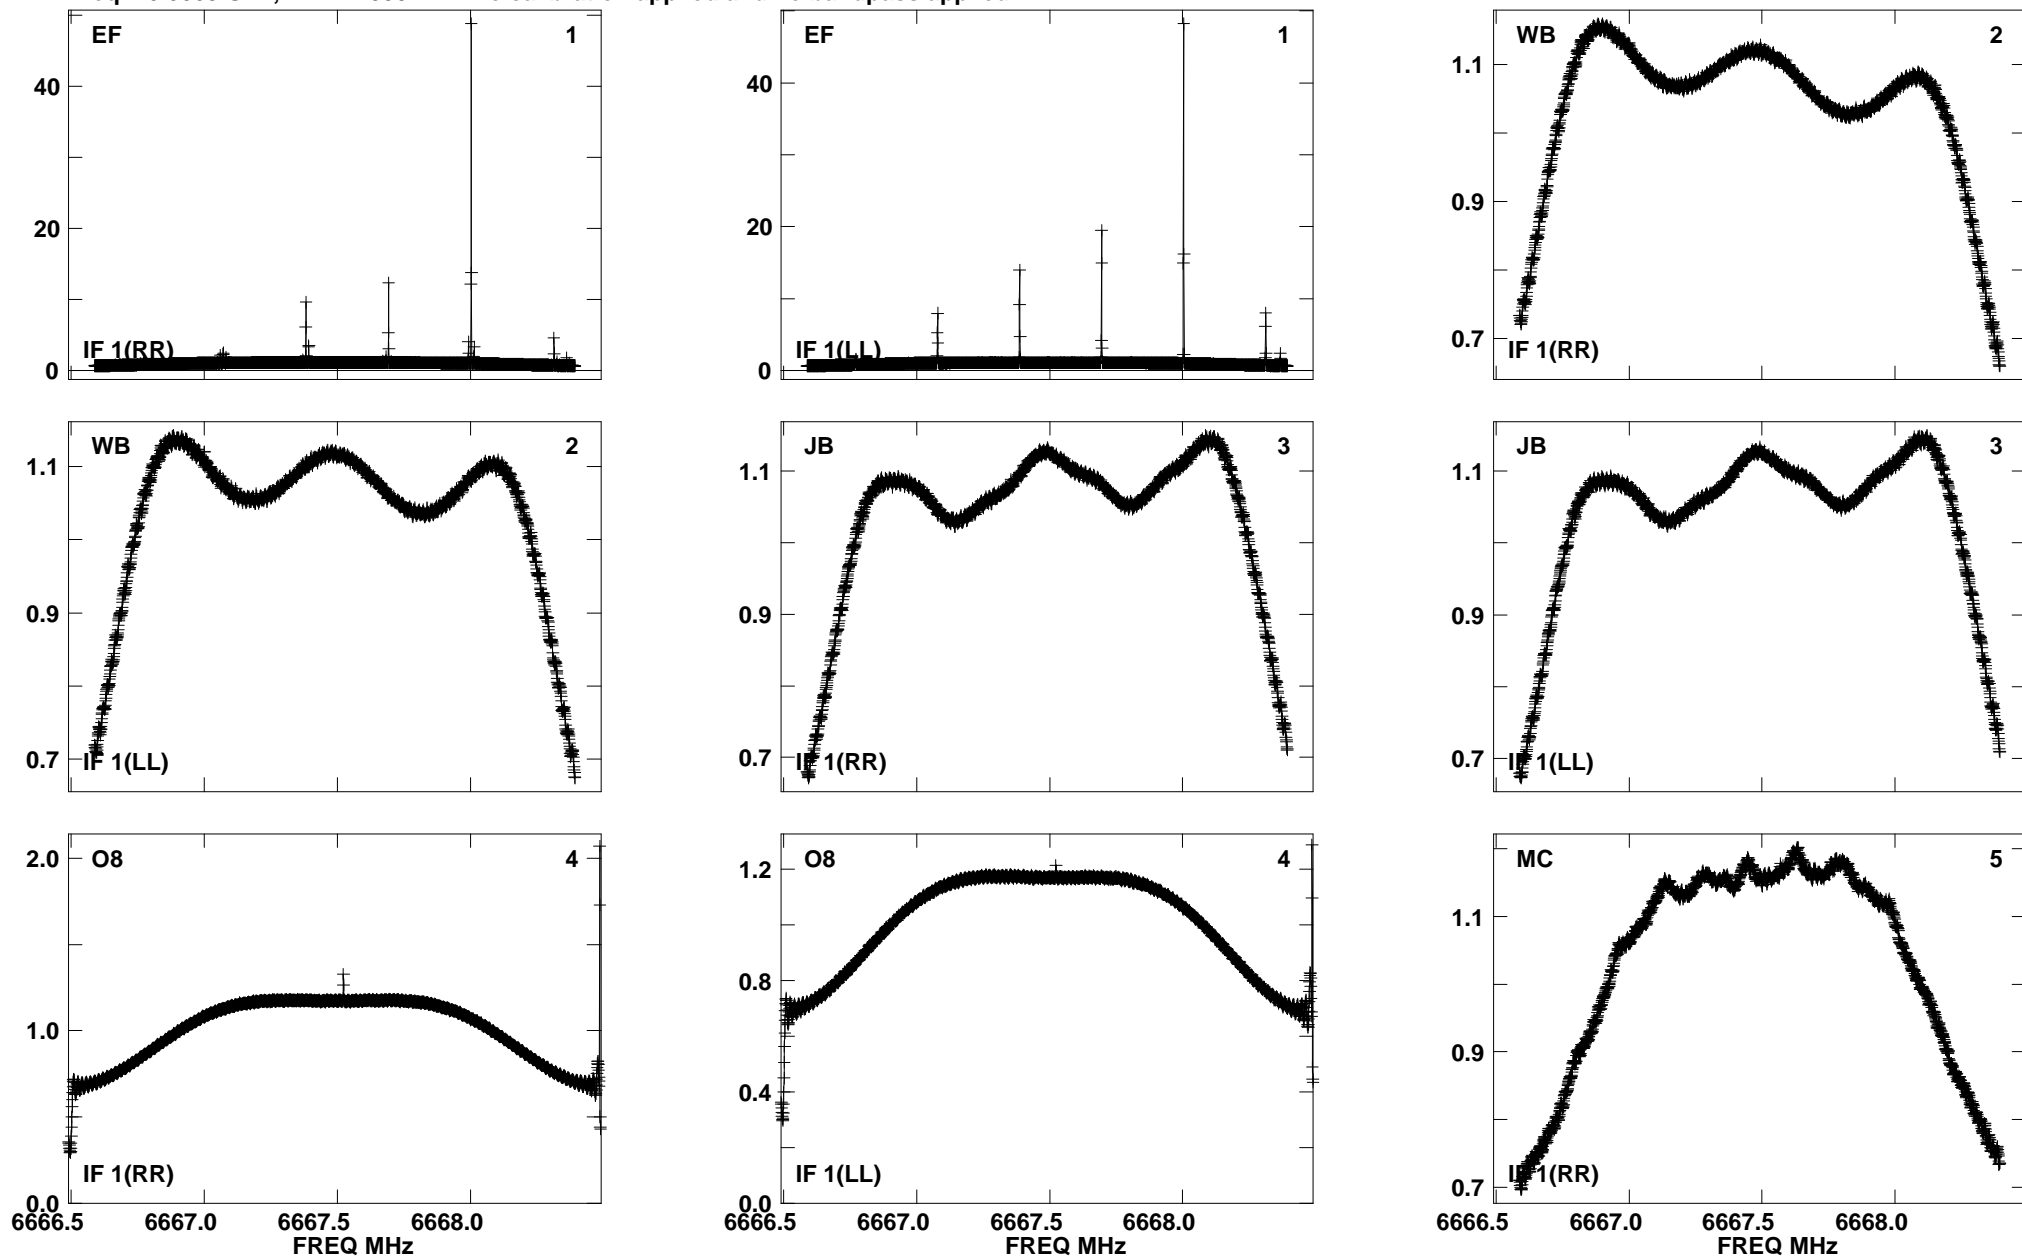 EF 1 EF 1 WB 2
40 40 1.1
20 20 0.9
0 0 0.7
IF 1(RR) IF 1(LL) IF 1(RR)
WB 2 JB 3 JB 3
1.1 1.1 1.1
0.9 0.9 0.9
0.7 0.7 0.7
IF 1(LL) IF 1(RR) IF 1(LL)
O8 4 O8 4 MC 5
2.0 1.2 1.1
1.0 0.8 0.9
0.4
0.0 0.0 0.7
IF 1(RR) IF 1(LL) IF 1(RR)
6666.5 6667.0 6667.5 6668.0 6666.5 6667.0 6667.5 6668.0 6666.5 6667.0 6667.5 6668.0
FREQ MHz FREQ MHz FREQ MHz